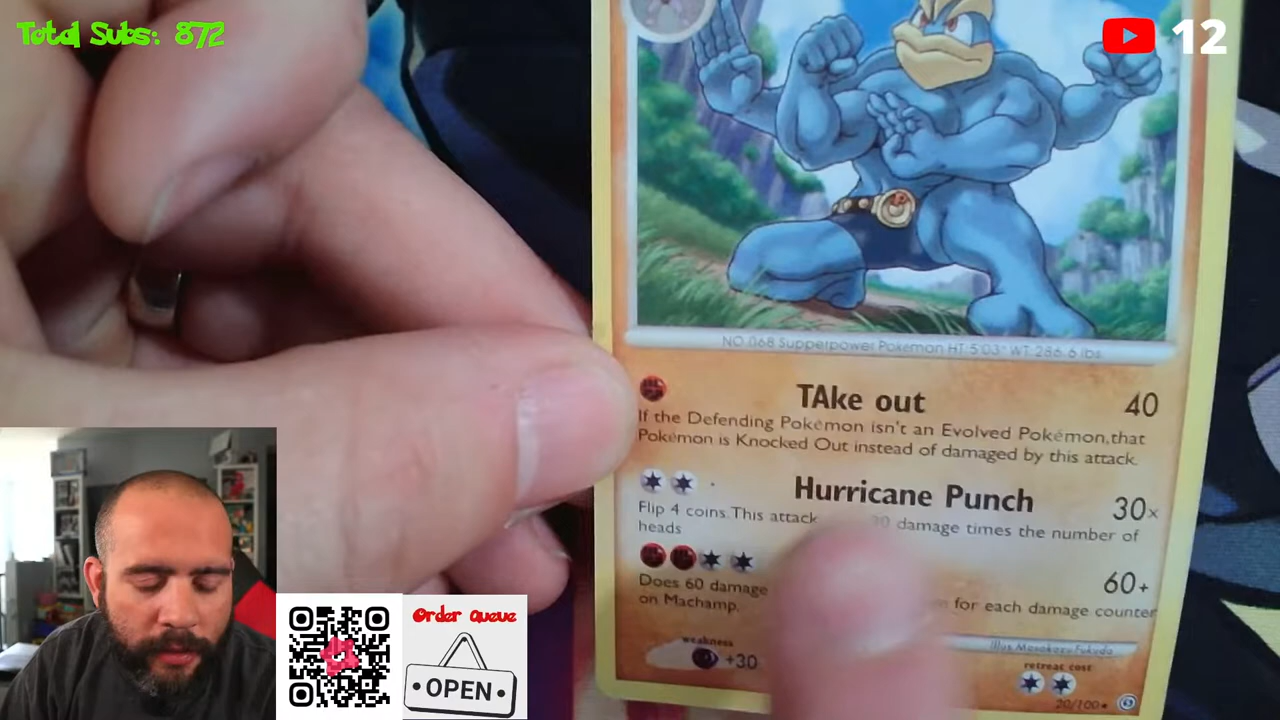 Total Subs: 872
12
NO.068 Supperpower Pokémon HT 5'03" WT 286.6 lbs
TAke out 40
If the Defending Pokémon isn't an Evolved Pokémon,that
Pokémon is Knocked Out instead of damaged by this attack.
Hurricane Punch 30x
Flip 4 coins.This attack damage times the number of
heads
60+
Does 60 damage for each damage counter
on Machamp.
Illus Masakazu Fukuda
weakness
+30
retreat cost
20/100
Order Queue
OPEN